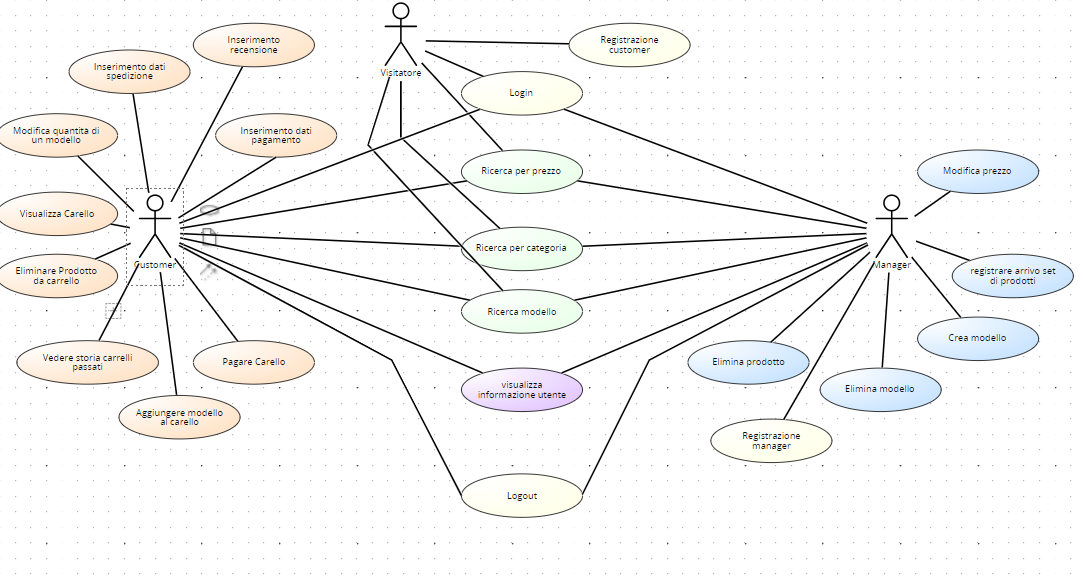 Inserimento
recensione
Registrazione
customer
Inserimento dati
spedizione
Visitatore
Login
Modifica quantità di
un modello
Inserimento dati
pagamento
Ricerca per prezzo
Modifica prezzo
Visualizza Carello
Ricerca per categoria
Customer
Manager
Eliminare Prodotto
da carrello
registrare arrivo set
di prodotti
Ricerca modello
Crea modello
Vedere storia carrelli
passati
Pagare Carello
Elimina prodotto
visualizza
informazione utente
Elimina modello
Aggiungere modello
al carello
Registrazione
manager
Logout